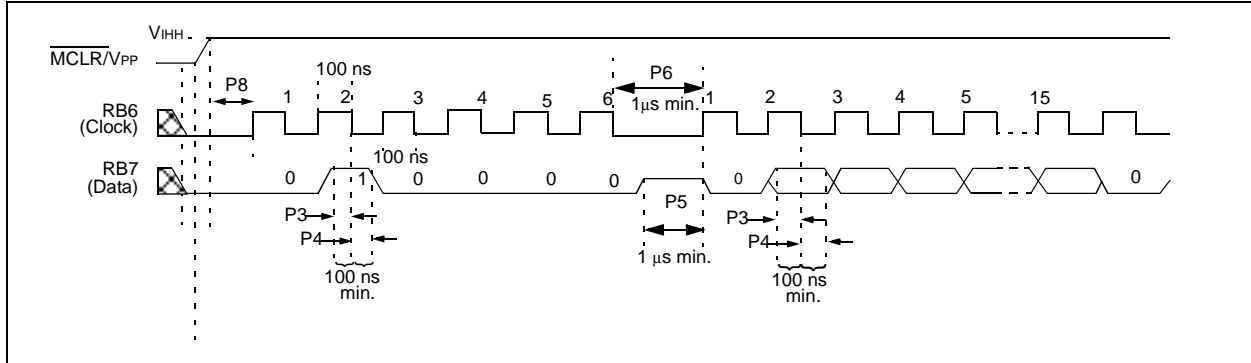 VIHH
MCLR/VPP
P8
100 ns
P6
1µs min.
1 2 3 4 5 6 1 2 3 4 5 15
RB6
(Clock)
100 ns
RB7
(Data)
0 1 0 0 0 0 0 0
P5
P3
P4
1 µs min.
P3
P4
100 ns
min.
100 ns
min.